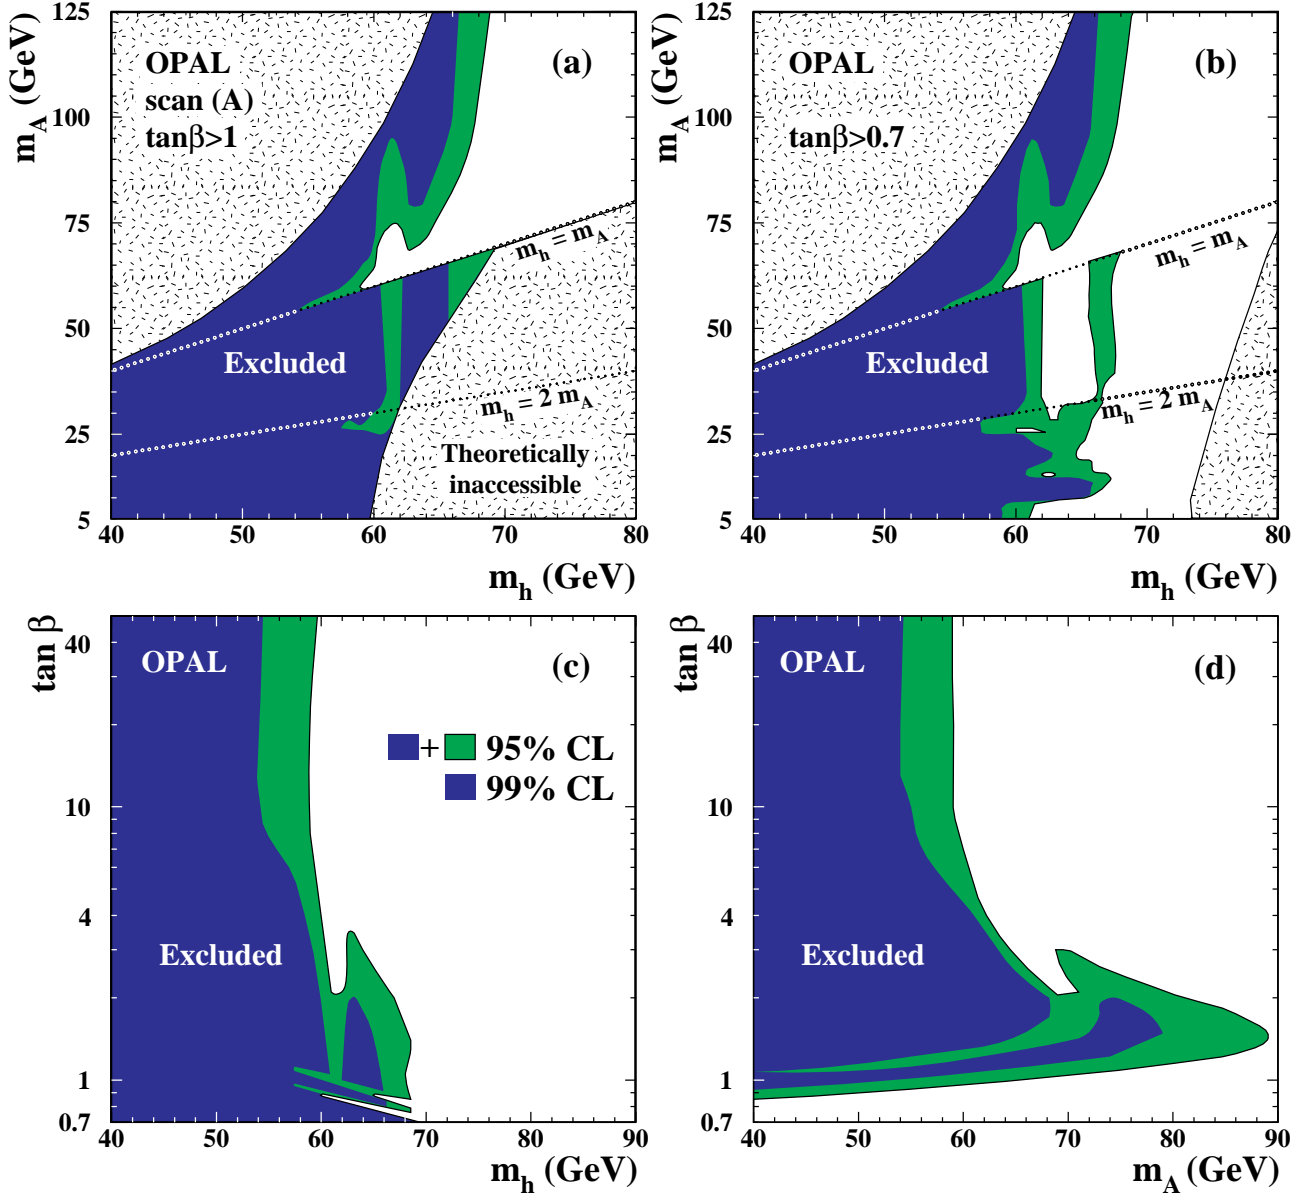 m_A (GeV)
125
100
75
50
25
5
OPAL
scan (A)
tanβ>1
(a)
m_h = m_A
Excluded
m_h = 2 m_A
Theoretically
inaccessible
40 50 60 70 80
m_h (GeV)
m_A (GeV)
125
100
75
50
25
5
OPAL
tanβ>0.7
(b)
m_h = m_A
Excluded
m_h = 2 m_A
40 50 60 70 80
m_h (GeV)
tan β
40
10
4
1
0.7
OPAL
(c)
+ 95% CL
99% CL
Excluded
40 50 60 70 80 90
m_h (GeV)
tan β
40
10
4
1
0.7
OPAL
(d)
Excluded
40 50 60 70 80 90
m_A (GeV)